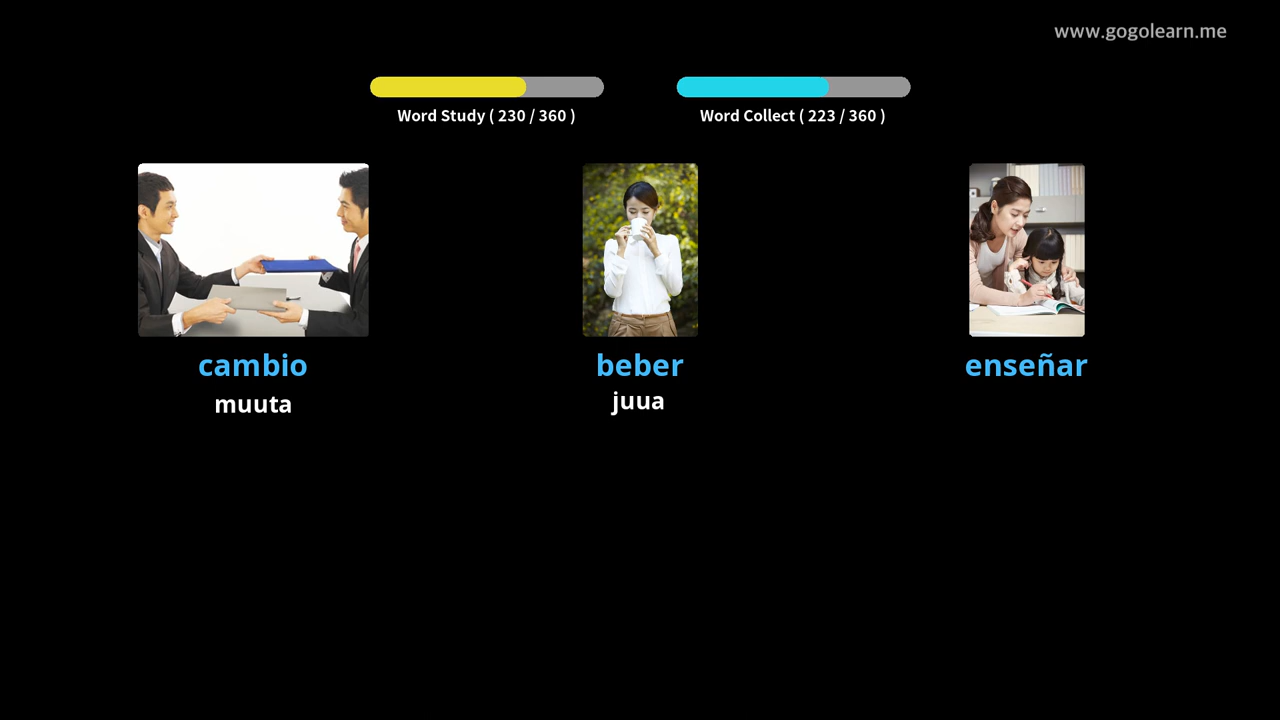 www.gogolearn.me
Word Study ( 230 / 360 )
Word Collect ( 223 / 360 )
cambio
muuta
beber
juua
enseñar